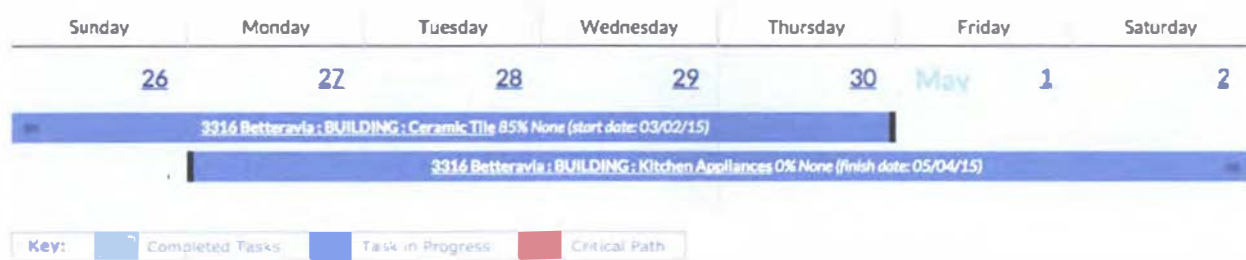 Sunday Monday Tuesday Wednesday Thursday Friday Saturday
26 27 28 29 30 May 1 2
3316 Betteravia : BUILDING : Ceramic Tile 85% None (start date: 03/02/15)
3316 Betteravia : BUILDING : Kitchen Appliances 0% None (finish date: 05/04/15)
Key: Completed Tasks Task in Progress Critical Path